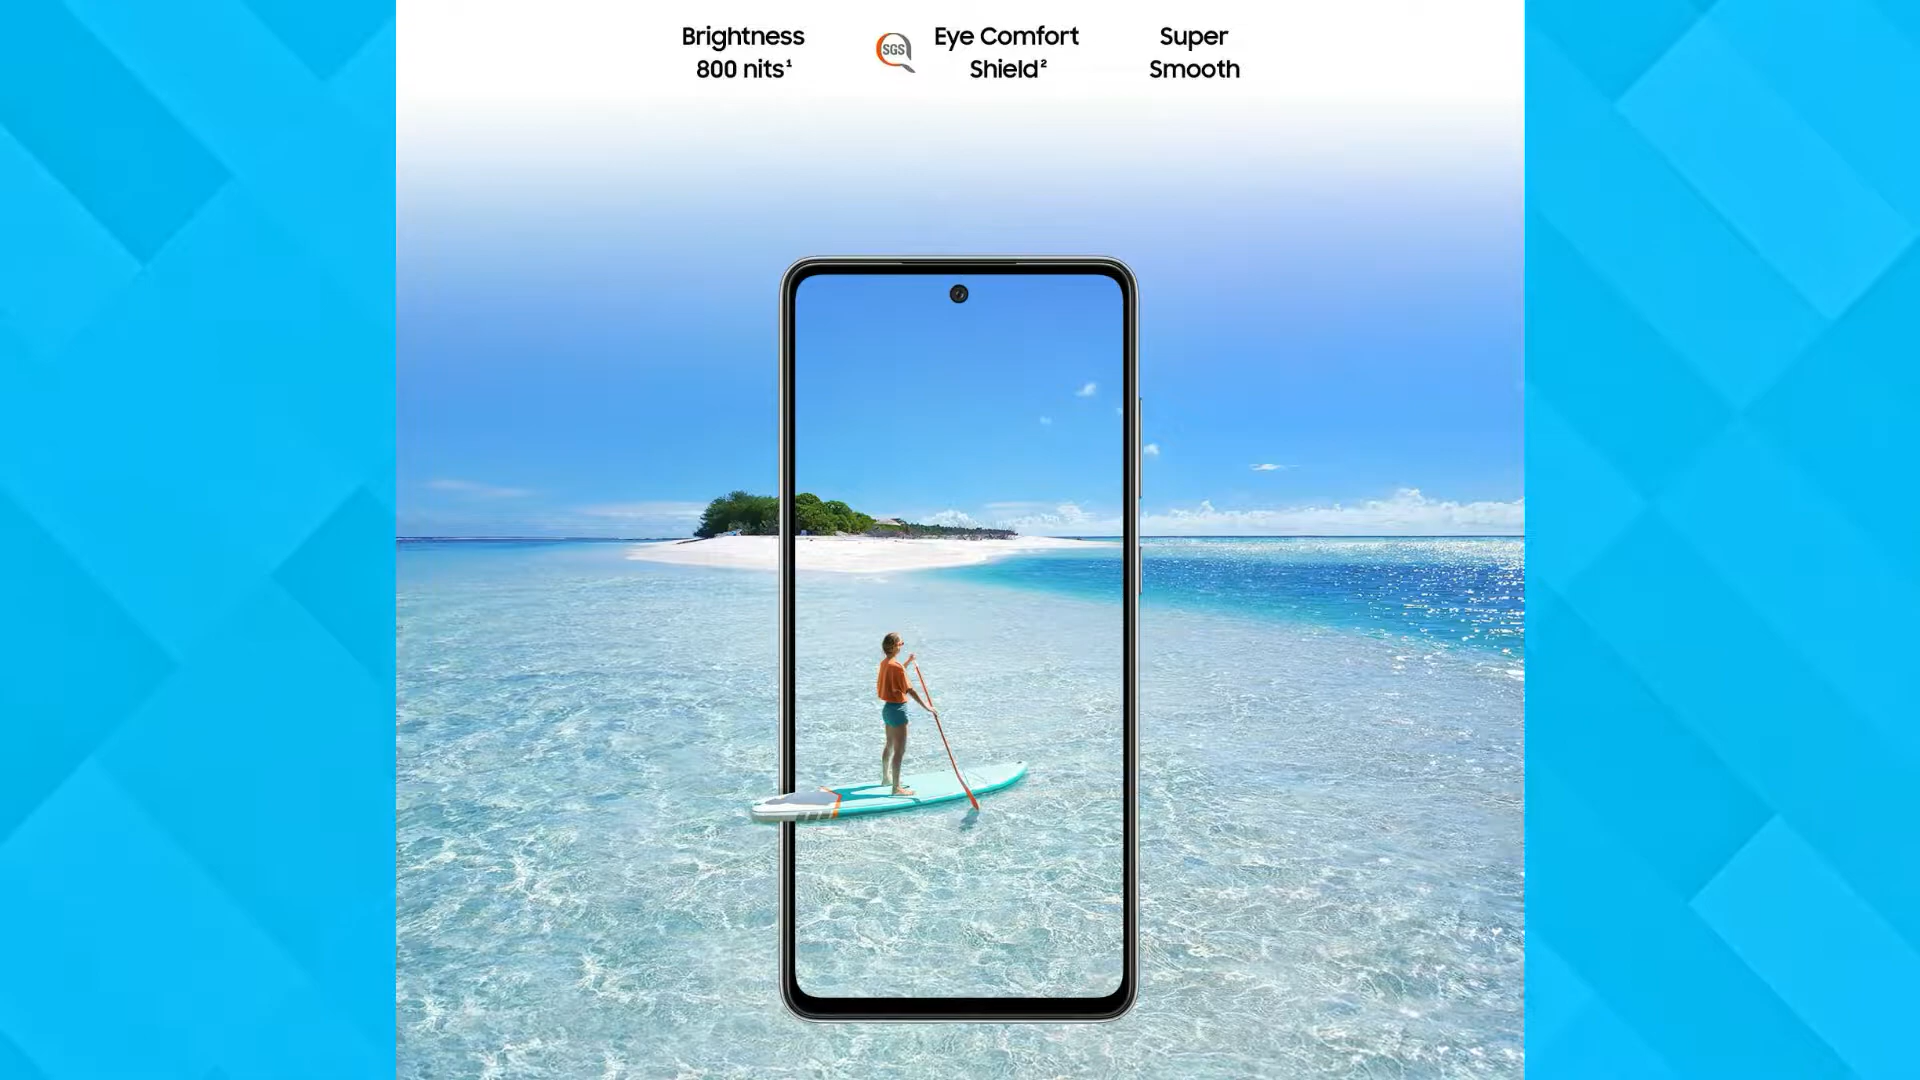 Brightness
800 nits¹
SGS
Eye Comfort
Shield²
Super
Smooth